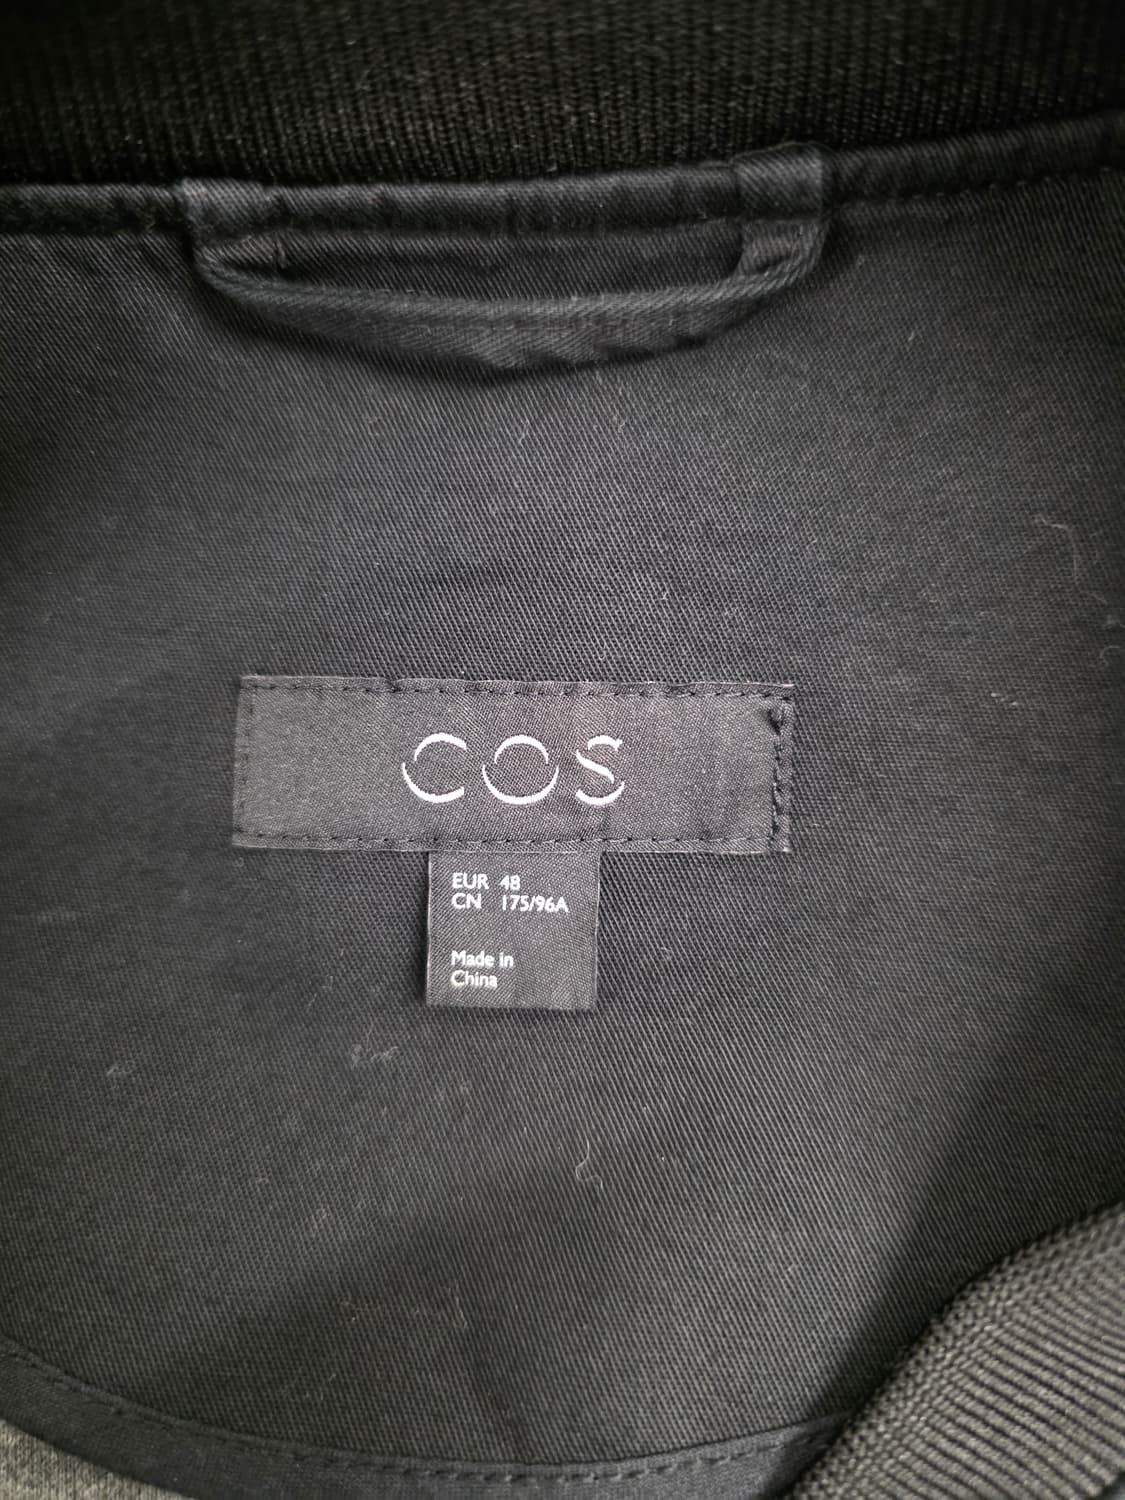 COS
EUR 48
CN 175/96A
Made in
China